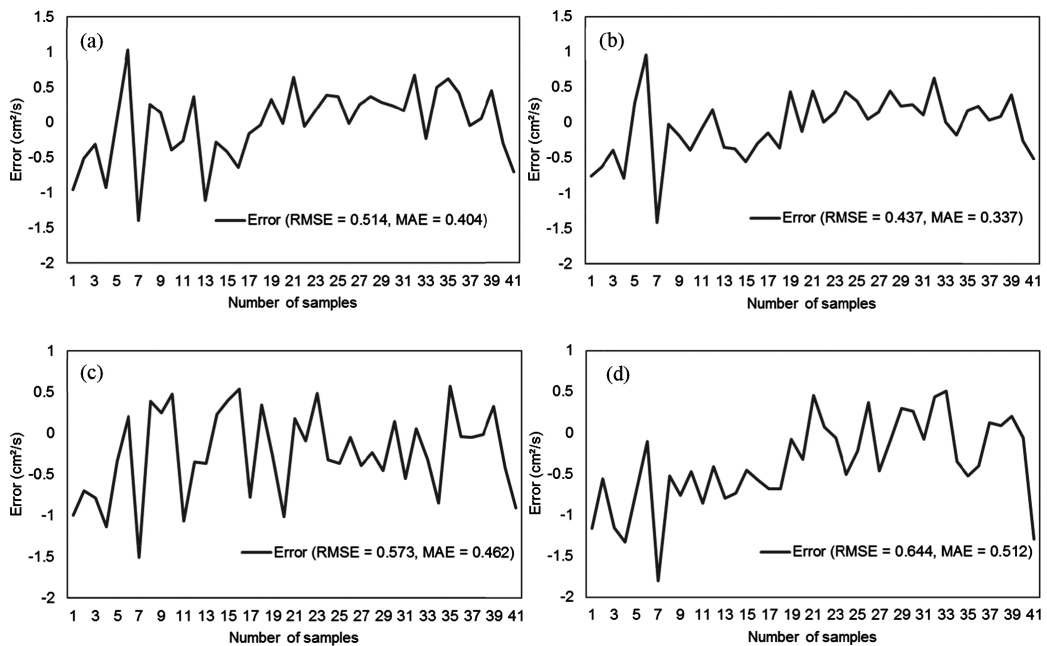 (a)
Error (cm²/s)
1.5
1
0.5
0
-0.5
-1
-1.5
-2
Error (RMSE = 0.514, MAE = 0.404)
1 3 5 7 9 11 13 15 17 19 21 23 25 27 29 31 33 35 37 39 41
Number of samples
(b)
Error (cm²/s)
1.5
1
0.5
0
-0.5
-1
-1.5
-2
Error (RMSE = 0.437, MAE = 0.337)
1 3 5 7 9 11 13 15 17 19 21 23 25 27 29 31 33 35 37 39 41
Number of samples
(c)
Error (cm²/s)
1
0.5
0
-0.5
-1
-1.5
-2
Error (RMSE = 0.573, MAE = 0.462)
1 3 5 7 9 11 13 15 17 19 21 23 25 27 29 31 33 35 37 39 41
Number of samples
(d)
Error (cm²/s)
1
0.5
0
-0.5
-1
-1.5
-2
Error (RMSE = 0.644, MAE = 0.512)
1 3 5 7 9 11 13 15 17 19 21 23 25 27 29 31 33 35 37 39 41
Number of samples